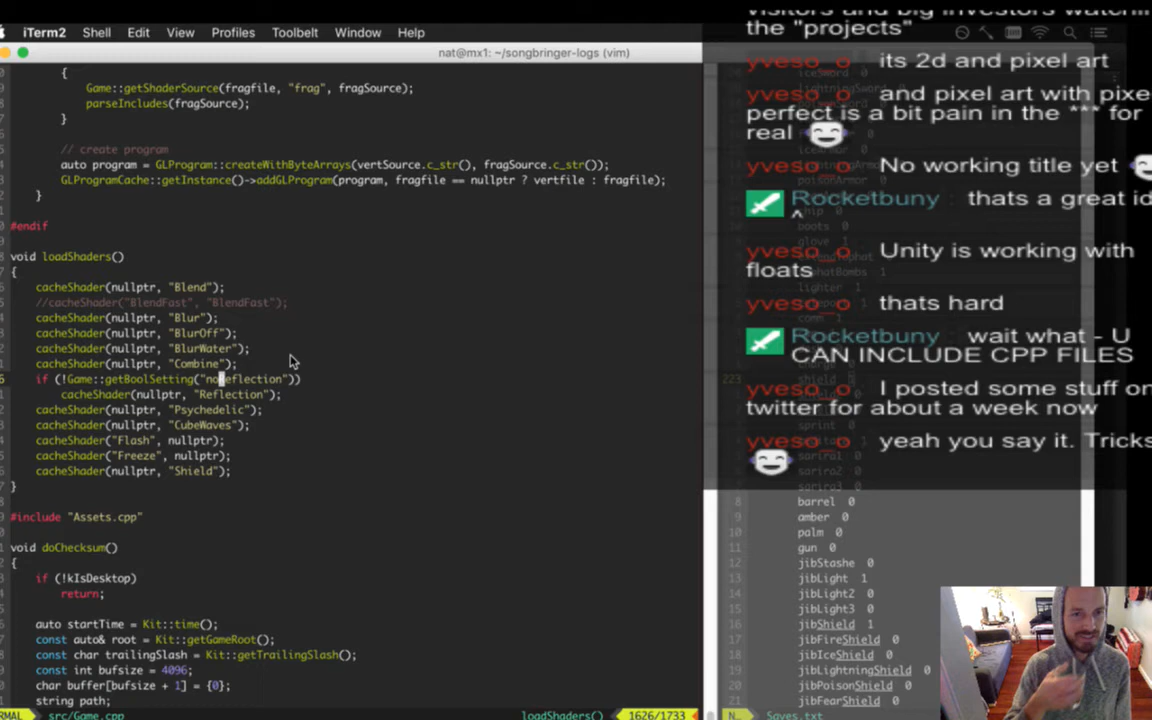 iTerm2 Shell Edit View Profiles Toolbelt Window Help
nat@mx1: ~/songbringer-logs (vim)
{
Game::getShaderSource(fragfile, "frag", fragSource);
parseIncludes(fragSource);
}
// create program
auto program = GLProgram::createWithByteArrays(vertSource.c_str(), fragSource.c_str());
GLProgramCache::getInstance()->addGLProgram(program, fragfile == nullptr ? vertfile : fragfile);
}
#endif
void loadShaders()
{
cacheShader(nullptr, "Blend");
//cacheShader("BlendFast", "BlendFast");
cacheShader(nullptr, "Blur");
cacheShader(nullptr, "BlurOff");
cacheShader(nullptr, "BlurWater");
cacheShader(nullptr, "Combine");
if (!Game::getBoolSetting("noReflection"))
cacheShader(nullptr, "Reflection");
cacheShader(nullptr, "Psychedelic");
cacheShader(nullptr, "CubeWaves");
cacheShader("Flash", nullptr);
cacheShader("Freeze", nullptr);
cacheShader(nullptr, "Shield");
}
#include "Assets.cpp"
void doChecksum()
{
if (!kIsDesktop)
return;
auto startTime = Kit::time();
const auto& root = Kit::getGameRoot();
const char trailingSlash = Kit::getTrailingSlash();
const int bufsize = 4096;
char buffer[bufsize + 1] = {0};
string path;
src/Game.cpp loadShaders() 1626/1733
the "projects"
yveso_o its 2d and pixel art
yveso_o and pixel art with pixe
perfect is a bit pain in the *** for
real
yveso_o No working title yet
Rocketbuny thats a great id
^
yveso_o Unity is working with
floats
yveso_o thats hard
Rocketbuny wait what - U
CAN INCLUDE CPP FILES
yveso_o I posted some stuff on
twitter for about a week now
yveso_o yeah you say it. Tricks
223 shield
sarira2 0
8 barrel 0
9 amber 0
10 palm 0
11 gun 0
12 jibStashe 0
13 jibLight 1
14 jibLight2 0
15 jibLight3 0
16 jibShield 1
17 jibFireShield 0
18 jibIceShield 0
19 jibLightningShield 0
20 jibPoisonShield 0
21 jibFearShield 0
N… Saves.txt